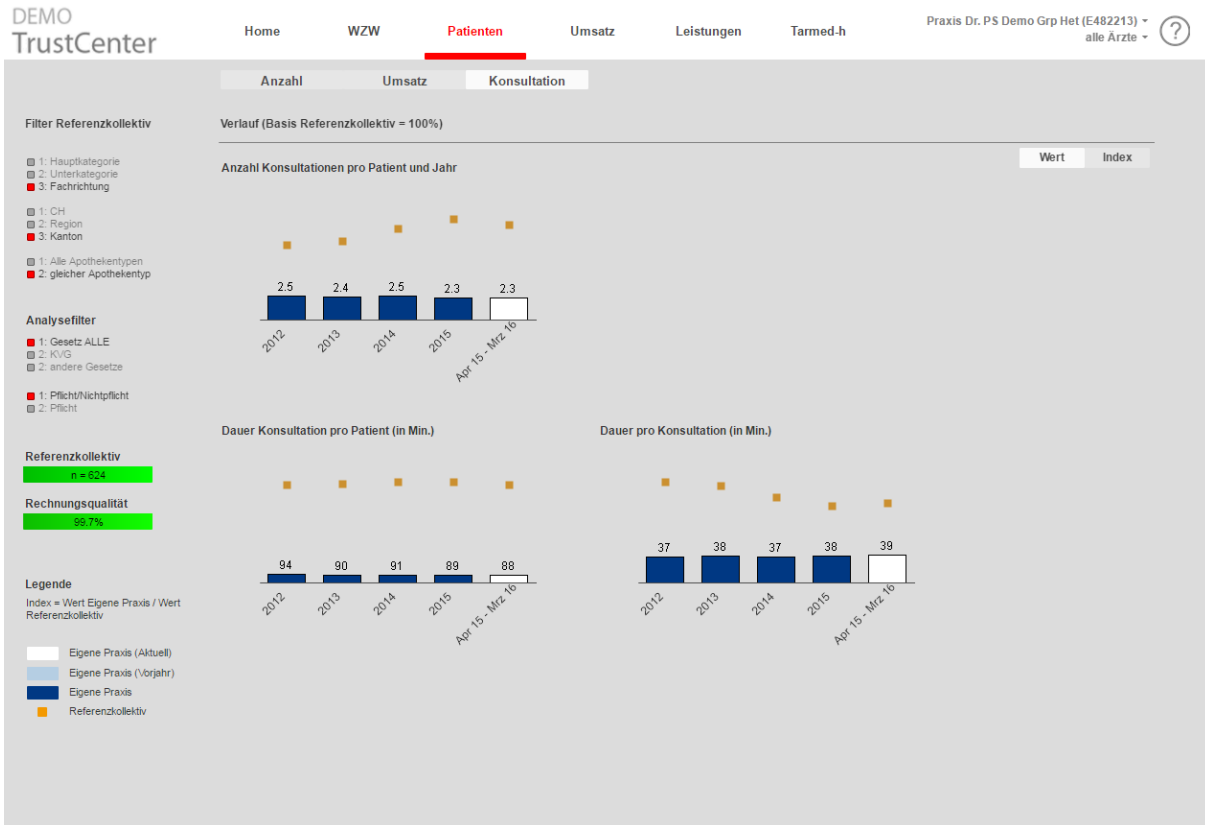 DEMO
TrustCenter
Home WZW Patienten Umsatz Leistungen Tarmed-h
Praxis Dr. PS Demo Grp Het (E482213)
alle Ärzte
?
Anzahl Umsatz Konsultation
Filter Referenzkollektiv
1: Hauptkategorie
2: Unterkategorie
3: Fachrichtung
1: CH
2: Region
3: Kanton
1: Alle Apothekentypen
2: gleicher Apothekentyp
Analysefilter
1: Gesetz ALLE
2: KVG
2: andere Gesetze
1: Pflicht/Nichtpflicht
2: Pflicht
Referenzkollektiv
n = 624
Rechnungsqualität
99.7%
Legende
Index = Wert Eigene Praxis / Wert
Referenzkollektiv
Eigene Praxis (Aktuell)
Eigene Praxis (Vorjahr)
Eigene Praxis
Referenzkollektiv
Verlauf (Basis Referenzkollektiv = 100%)
Wert Index
Anzahl Konsultationen pro Patient und Jahr
2.5 2.4 2.5 2.3 2.3
2012 2013 2014 2015 Apr 15 - Mrz 16
Dauer Konsultation pro Patient (in Min.)
94 90 91 89 88
2012 2013 2014 2015 Apr 15 - Mrz 16
Dauer pro Konsultation (in Min.)
37 38 37 38 39
2012 2013 2014 2015 Apr 15 - Mrz 16